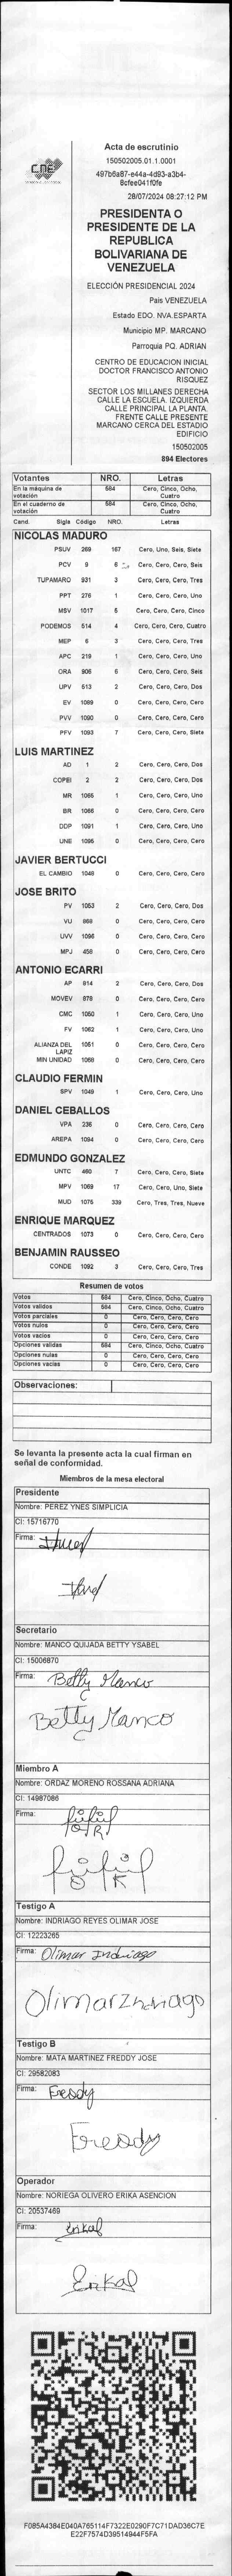 CNE
Acta de escrutinio
150502005.01.1.0001
497b6a87-e44a-4d93-a3b4-
8cfee041f0fe
28/07/2024 08:27:12 PM
PRESIDENTA O
PRESIDENTE DE LA
REPUBLICA
BOLIVARIANA DE
VENEZUELA
ELECCIÓN PRESIDENCIAL 2024
Pais VENEZUELA
Estado EDO. NVA.ESPARTA
Municipio MP. MARCANO
Parroquia PQ. ADRIAN
CENTRO DE EDUCACION INICIAL
DOCTOR FRANCISCO ANTONIO
RISQUEZ
SECTOR LOS MILLANES DERECHA
CALLE LA ESCUELA. IZQUIERDA
CALLE PRINCIPAL LA PLANTA.
FRENTE CALLE PRESENTE
MARCANO CERCA DEL ESTADIO
EDIFICIO
150502005
894 Electores
Votantes NRO. Letras
En la máquina de votación 584 Cero, Cinco, Ocho, Cuatro
En el cuaderno de votación 584 Cero, Cinco, Ocho, Cuatro
Cand. Sigla Código NRO. Letras
NICOLAS MADURO
PSUV 269 167 Cero, Uno, Seis, Siete
PCV 9 6 Cero, Cero, Cero, Seis
TUPAMARO 931 3 Cero, Cero, Cero, Tres
PPT 276 1 Cero, Cero, Cero, Uno
MSV 1017 5 Cero, Cero, Cero, Cinco
PODEMOS 514 4 Cero, Cero, Cero, Cuatro
MEP 6 3 Cero, Cero, Cero, Tres
APC 219 1 Cero, Cero, Cero, Uno
ORA 906 6 Cero, Cero, Cero, Seis
UPV 513 2 Cero, Cero, Cero, Dos
EV 1089 0 Cero, Cero, Cero, Cero
PVV 1090 0 Cero, Cero, Cero, Cero
PFV 1093 7 Cero, Cero, Cero, Siete
LUIS MARTINEZ
AD 1 2 Cero, Cero, Cero, Dos
COPEI 2 2 Cero, Cero, Cero, Dos
MR 1065 1 Cero, Cero, Cero, Uno
BR 1066 0 Cero, Cero, Cero, Cero
DDP 1091 1 Cero, Cero, Cero, Uno
UNE 1095 0 Cero, Cero, Cero, Cero
JAVIER BERTUCCI
EL CAMBIO 1048 0 Cero, Cero, Cero, Cero
JOSE BRITO
PV 1053 2 Cero, Cero, Cero, Dos
VU 868 0 Cero, Cero, Cero, Cero
UVV 1096 0 Cero, Cero, Cero, Cero
MPJ 458 0 Cero, Cero, Cero, Cero
ANTONIO ECARRI
AP 814 2 Cero, Cero, Cero, Dos
MOVEV 878 0 Cero, Cero, Cero, Cero
CMC 1050 1 Cero, Cero, Cero, Uno
FV 1062 1 Cero, Cero, Cero, Uno
ALIANZA DEL LAPIZ 1051 0 Cero, Cero, Cero, Cero
MIN UNIDAD 1058 0 Cero, Cero, Cero, Cero
CLAUDIO FERMIN
SPV 1049 1 Cero, Cero, Cero, Uno
DANIEL CEBALLOS
VPA 236 0 Cero, Cero, Cero, Cero
AREPA 1094 0 Cero, Cero, Cero, Cero
EDMUNDO GONZALEZ
UNTC 460 7 Cero, Cero, Cero, Siete
MPV 1069 17 Cero, Cero, Uno, Siete
MUD 1075 339 Cero, Tres, Tres, Nueve
ENRIQUE MARQUEZ
CENTRADOS 1073 0 Cero, Cero, Cero, Cero
BENJAMIN RAUSSEO
CONDE 1092 3 Cero, Cero, Cero, Tres
Resumen de votos
Votos 584 Cero, Cinco, Ocho, Cuatro
Votos validos 584 Cero, Cinco, Ocho, Cuatro
Votos parciales 0 Cero, Cero, Cero, Cero
Votos nulos 0 Cero, Cero, Cero, Cero
Votos vacios 0 Cero, Cero, Cero, Cero
Opciones validas 584 Cero, Cinco, Ocho, Cuatro
Opciones nulas 0 Cero, Cero, Cero, Cero
Opciones vacias 0 Cero, Cero, Cero, Cero
Observaciones:
Se levanta la presente acta la cual firman en
señal de conformidad.
Miembros de la mesa electoral
Presidente
Nombre: PEREZ YNES SIMPLICIA
CI: 15716770
Firma:
Secretario
Nombre: MANCO QUIJADA BETTY YSABEL
CI: 15006870
Firma: Betty Manco
Betty Manco
Miembro A
Nombre: ORDAZ MORENO ROSSANA ADRIANA
CI: 14987086
Firma:
Testigo A
Nombre: INDRIAGO REYES OLIMAR JOSE
CI: 12223265
Firma: Olimar Indriago
Olimar Indriago
Testigo B
Nombre: MATA MARTINEZ FREDDY JOSE
CI: 29582083
Firma: Freddy
Freddy
Operador
Nombre: NORIEGA OLIVERO ERIKA ASENCION
CI: 20537469
Firma: Erikal
Erikal
F085A4384E040A765114F7322E0290F7C71DAD36C7E
E22F7574D39514944F5FA